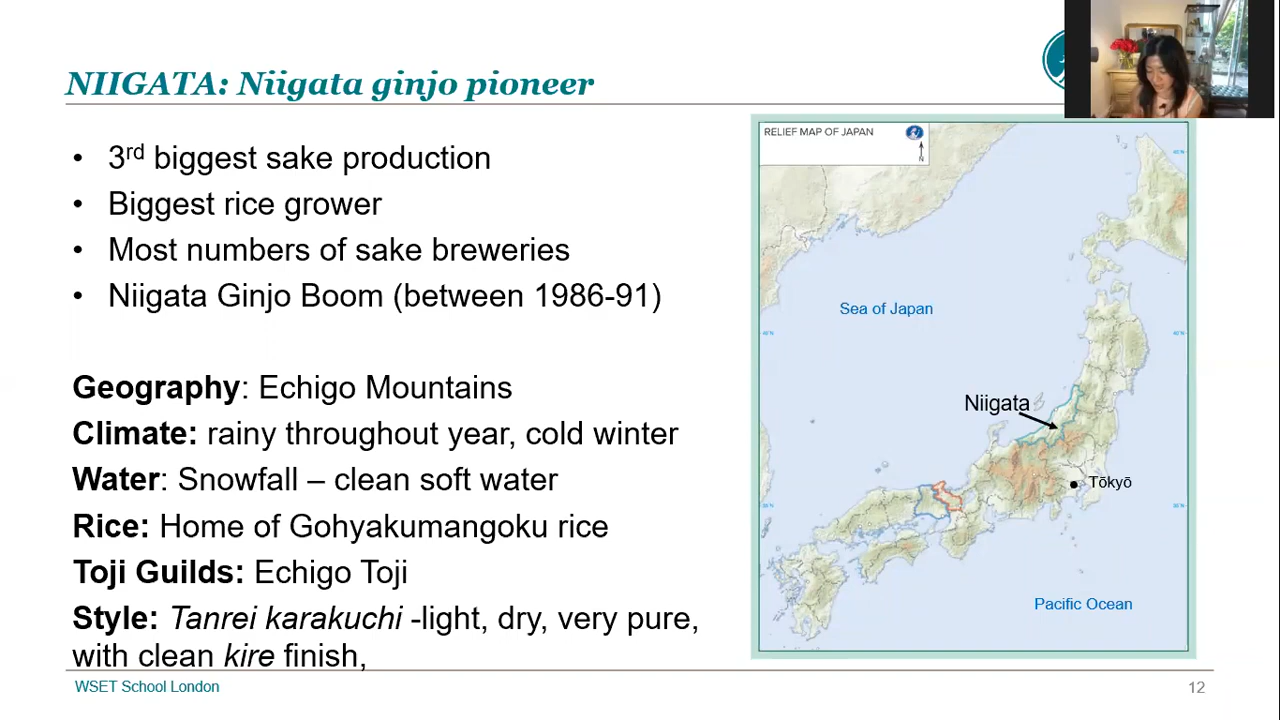 NIIGATA: Niigata ginjo pioneer
• 3rd biggest sake production
• Biggest rice grower
• Most numbers of sake breweries
• Niigata Ginjo Boom (between 1986-91)
Geography: Echigo Mountains
Climate: rainy throughout year, cold winter
Water: Snowfall – clean soft water
Rice: Home of Gohyakumangoku rice
Toji Guilds: Echigo Toji
Style: Tanrei karakuchi -light, dry, very pure,
with clean kire finish,
RELIEF MAP OF JAPAN
N
Sea of Japan
Niigata
Tōkyō
Pacific Ocean
WSET School London
12